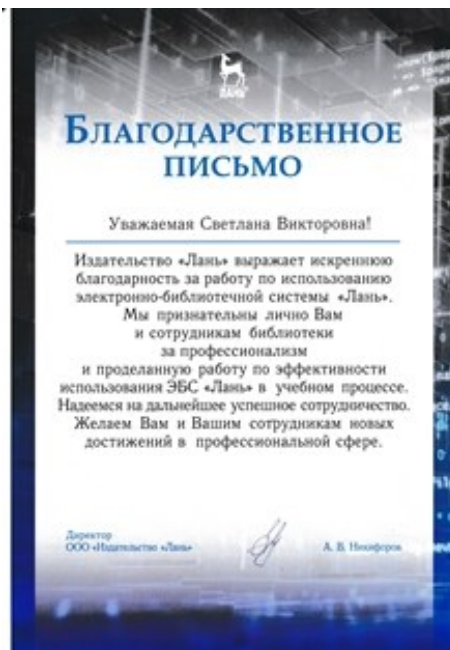 ЛАНЬ
БЛАГОДАРСТВЕННОЕ
ПИСЬМО
Уважаемая Светлана Викторовна!
Издательство «Лань» выражает искреннюю
благодарность за работу по использованию
электронно-библиотечной системы «Лань».
Мы признательны лично Вам
и сотрудникам библиотеки
за профессионализм
и проделанную работу по эффективности
использования ЭБС «Лань» в учебном процессе.
Надеемся на дальнейшее успешное сотрудничество.
Желаем Вам и Вашим сотрудникам новых
достижений в профессиональной сфере.
Директор
ООО «Издательство «Лань» А. В. Никифоров